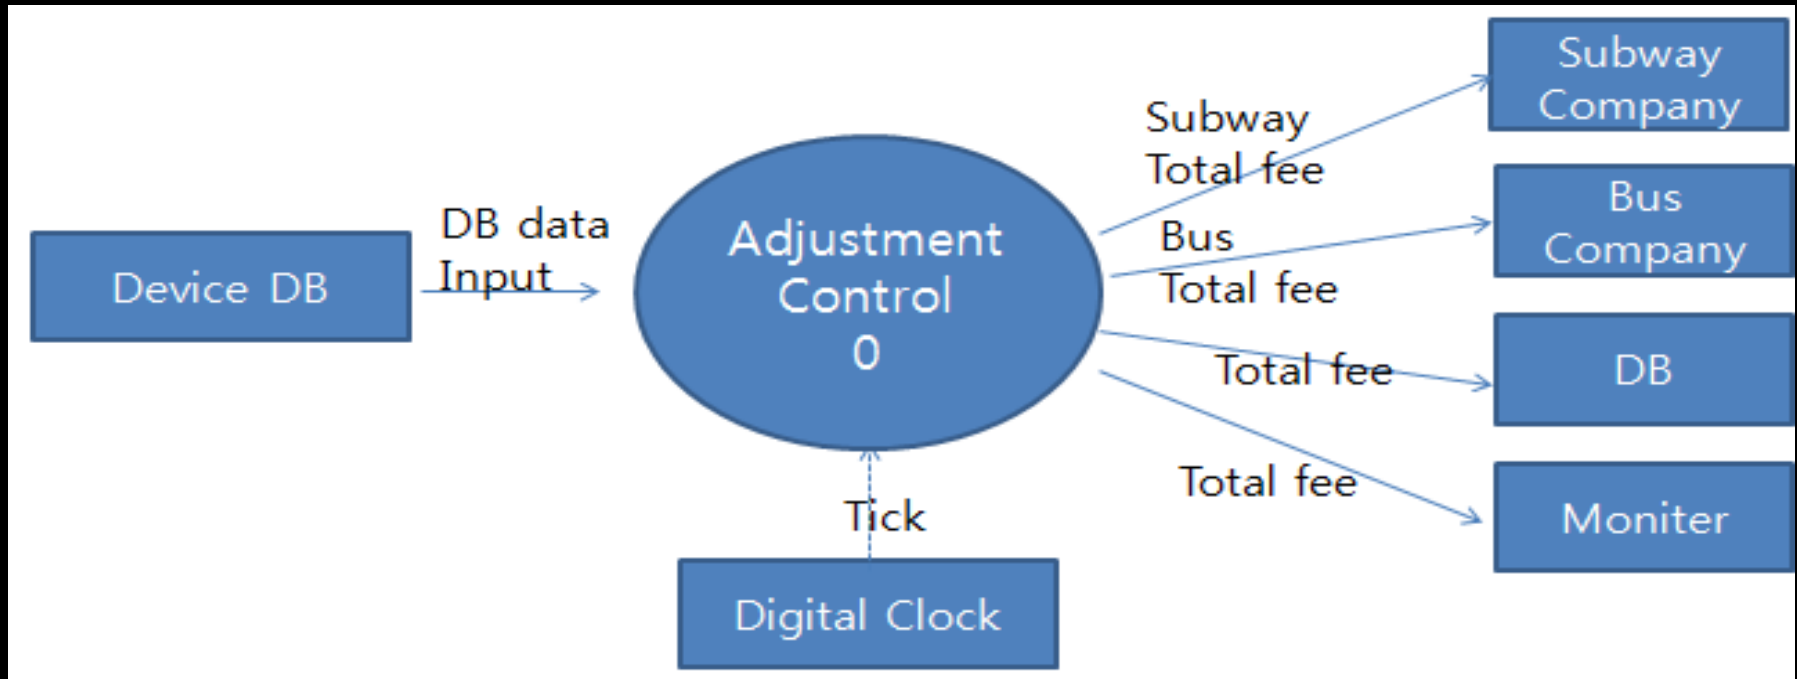 Device DB
DB data
Input
Adjustment
Control
0
Tick
Digital Clock
Subway
Total fee
Bus
Total fee
Total fee
Total fee
Subway
Company
Bus
Company
DB
Moniter